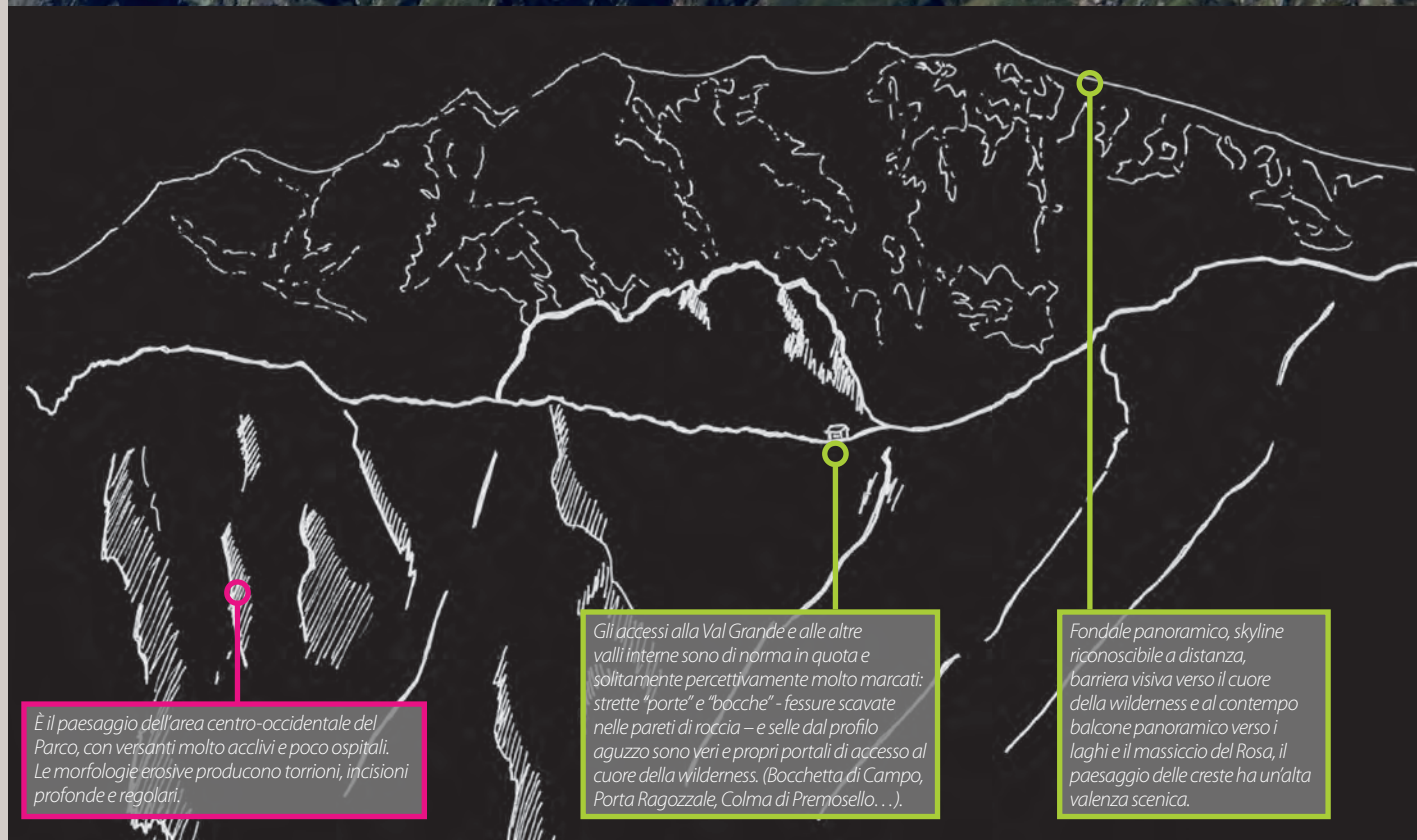 È il paesaggio dell'area centro-occidentale del
Parco, con versanti molto acclivi e poco ospitali.
Le morfologie erosive producono torrioni, incisioni
profonde e regolari.
Gli accessi alla Val Grande e alle altre
valli interne sono di norma in quota e
solitamente percettivamente molto marcati:
strette “porte” e “bocche” - fessure scavate
nelle pareti di roccia – e selle dal profilo
aguzzo sono veri e propri portali di accesso al
cuore della wilderness. (Bocchetta di Campo,
Porta Ragozzale, Colma di Premosello…).
Fondale panoramico, skyline
riconoscibile a distanza,
barriera visiva verso il cuore
della wilderness e al contempo
balcone panoramico verso i
laghi e il massiccio del Rosa, il
paesaggio delle creste ha un'alta
valenza scenica.